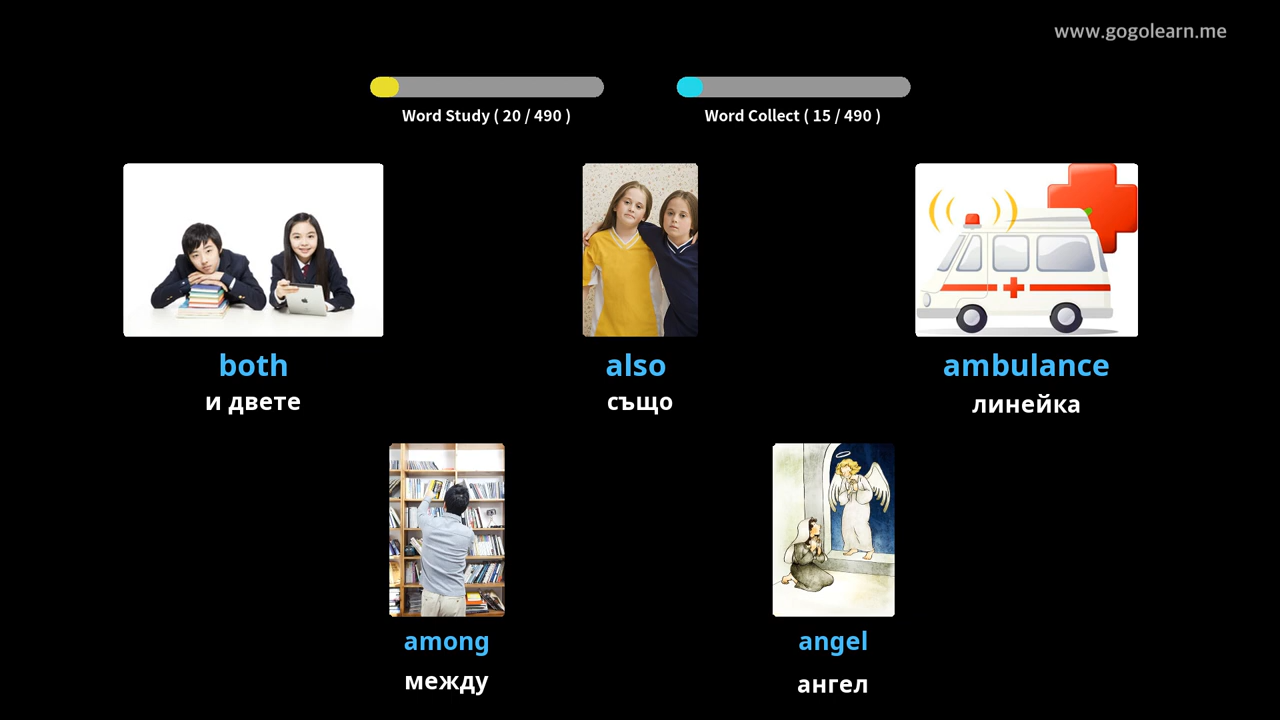 www.gogolearn.me
Word Study ( 20 / 490 )
Word Collect ( 15 / 490 )
both
и двете
also
също
ambulance
линейка
among
между
angel
ангел